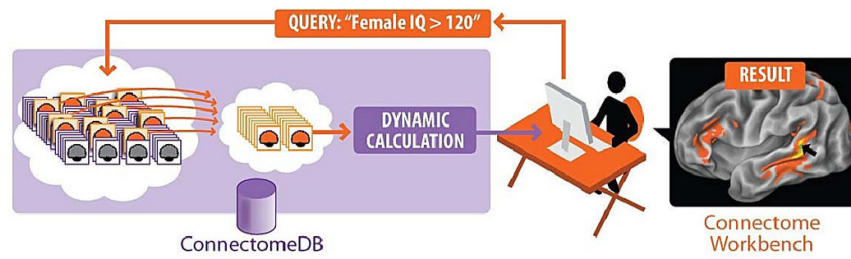 QUERY: "Female IQ > 120"
DYNAMIC
CALCULATION
RESULT
ConnectomeDB
Connectome
Workbench